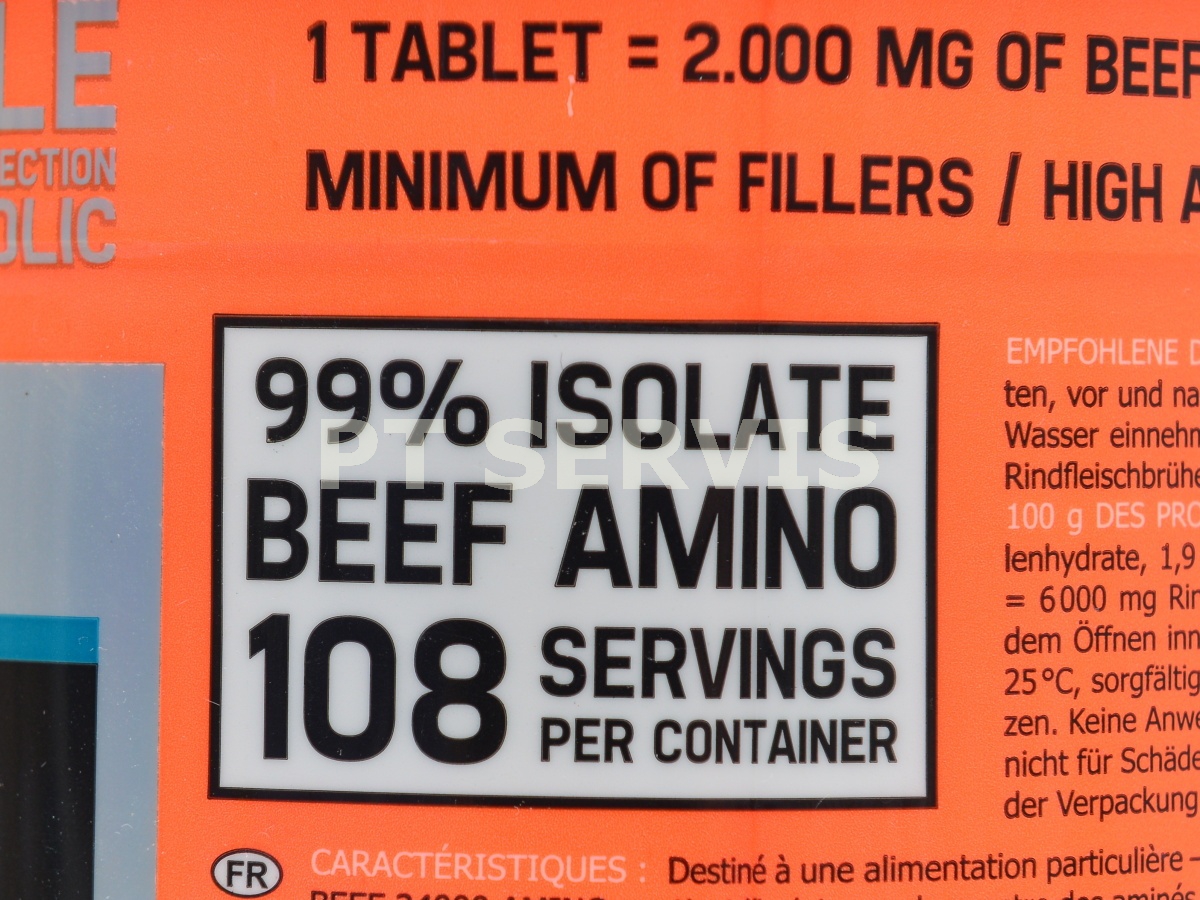 LE
ECTION
OLIC
1 TABLET = 2.000 MG OF BEEF
MINIMUM OF FILLERS / HIGH A
99% ISOLATE
BEEF AMINO
108 SERVINGS
PER CONTAINER
PT SERVIS
EMPFOHLENE D
ten, vor und na
Wasser einnehm
Rindfleischbrühe
100 g DES PRO
lenhydrate, 1,9
= 6000 mg Rin
dem Öffnen inn
25°C, sorgfältig
zen. Keine Anwe
nicht für Schäde
der Verpackung
FR CARACTÉRISTIQUES : Destiné à une alimentation particulière –
BEEF 34000 AMINO